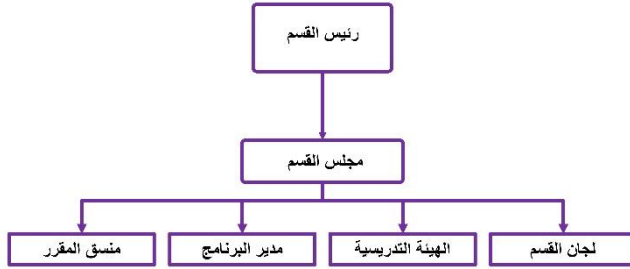 رئيس القسم
مجلس القسم
لجان القسم
الهيئة التدريسية
مدير البرنامج
منسق المقرر